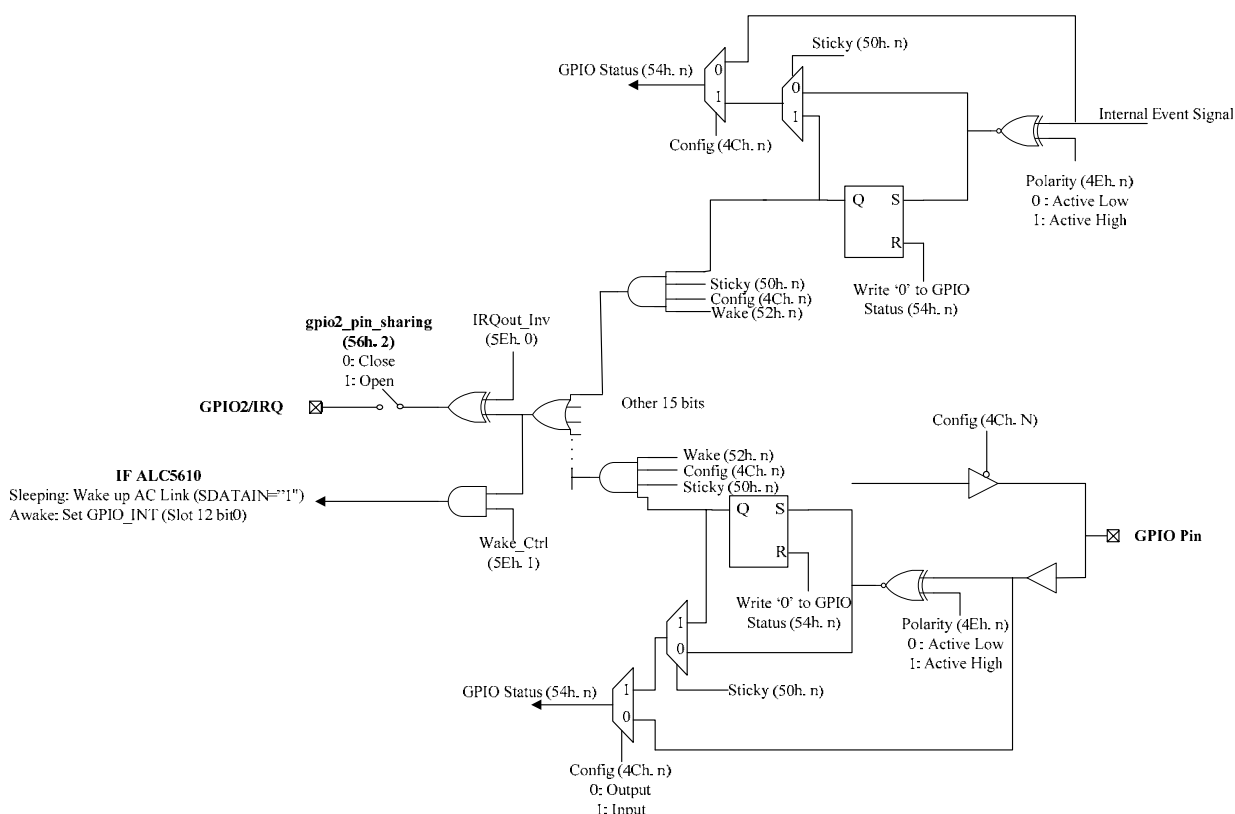 Sticky (50h. n)
GPIO Status (54h. n)
0
1
0
1
Config (4Ch. n)
Internal Event Signal
Polarity (4Eh. n)
0 : Active Low
1 : Active High
Q S
R
Write ‘0’ to GPIO
Status (54h. n)
Sticky (50h. n)
Config (4Ch. n)
Wake (52h. n)
gpio2_pin_sharing
(56h. 2)
0: Close
1: Open
IRQout_Inv
(5Eh. 0)
GPIO2/IRQ
Other 15 bits
Config (4Ch. N)
Wake (52h. n)
Config (4Ch. n)
Sticky (50h. n)
IF ALC5610
Sleeping: Wake up AC Link (SDATAIN=”1")
Awake: Set GPIO_INT (Slot 12 bit0)
Wake_Ctrl
(5Eh. 1)
Q S
R
GPIO Pin
Write ‘0’ to GPIO
Status (54h. n)
Polarity (4Eh. n)
0 : Active Low
1: Active High
1
0
Sticky (50h. n)
GPIO Status (54h. n)
1
0
Config (4Ch. n)
0: Output
1: Input